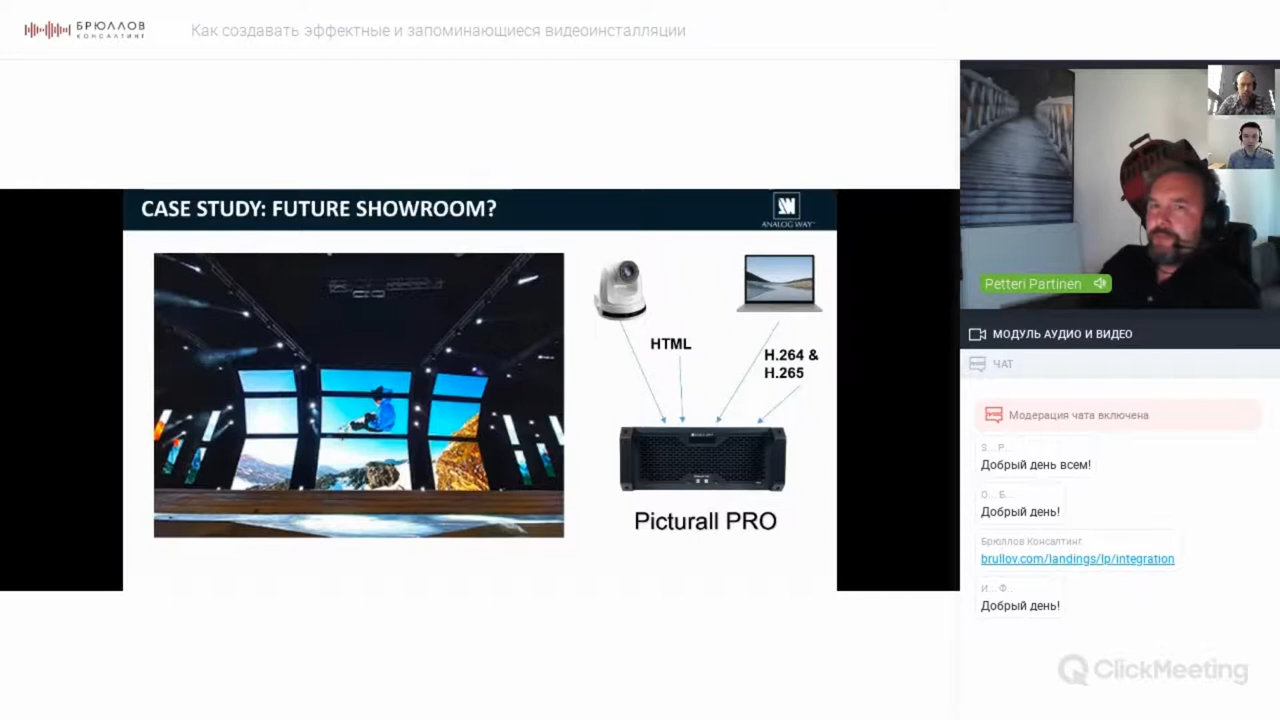 БРЮЛЛОВ
КОНСАЛТИНГ
Как создавать эффектные и запоминающиеся видеоинсталляции
CASE STUDY: FUTURE SHOWROOM?
ANALOG WAY
HTML
H.264 &
H.265
Picturall PRO
Petteri Partinen
МОДУЛЬ АУДИО И ВИДЕО
ЧАТ
Модерация чата включена
S... P...
Добрый день всем!
О... Б...
Добрый день!
Брюллов Консалтинг
brullov.com/landings/lp/integration
И... Ф...
Добрый день!
ClickMeeting